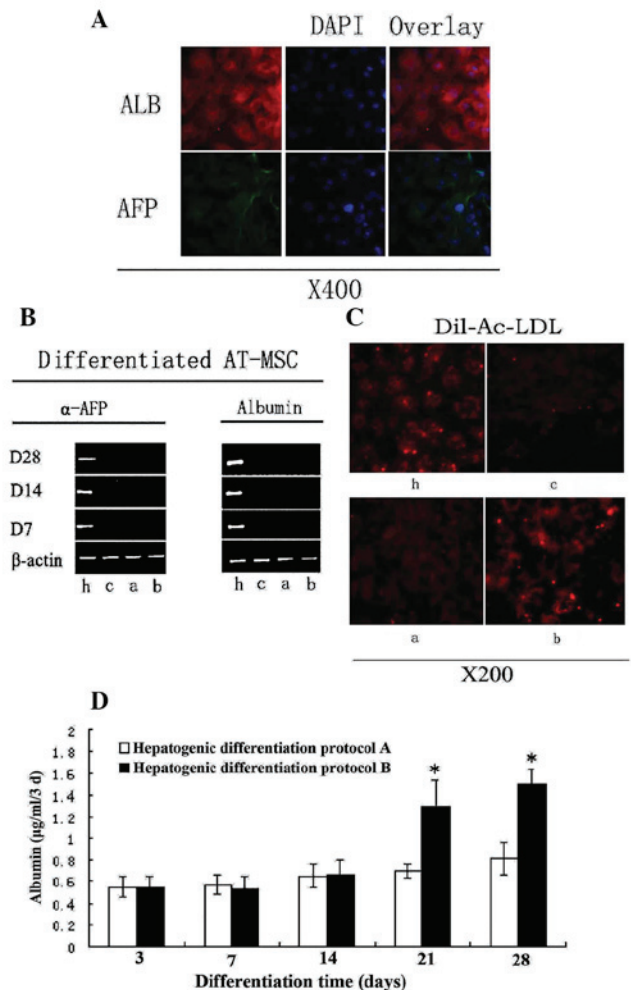 A
DAPI Overlay
ALB
AFP
X400
B
Differentiated AT-MSC
α-AFP Albumin
D28
D14
D7
β-actin
h c a b h c a b
C
Dil-Ac-LDL
h c
a b
X200
D
Albumin (μg/ml/3 d)
2
1.8
1.6
1.4
1.2
1
0.8
0.6
0.4
0.2
0
Hepatogenic differentiation protocol A
Hepatogenic differentiation protocol B
* *
3 7 14 21 28
Differentiation time (days)